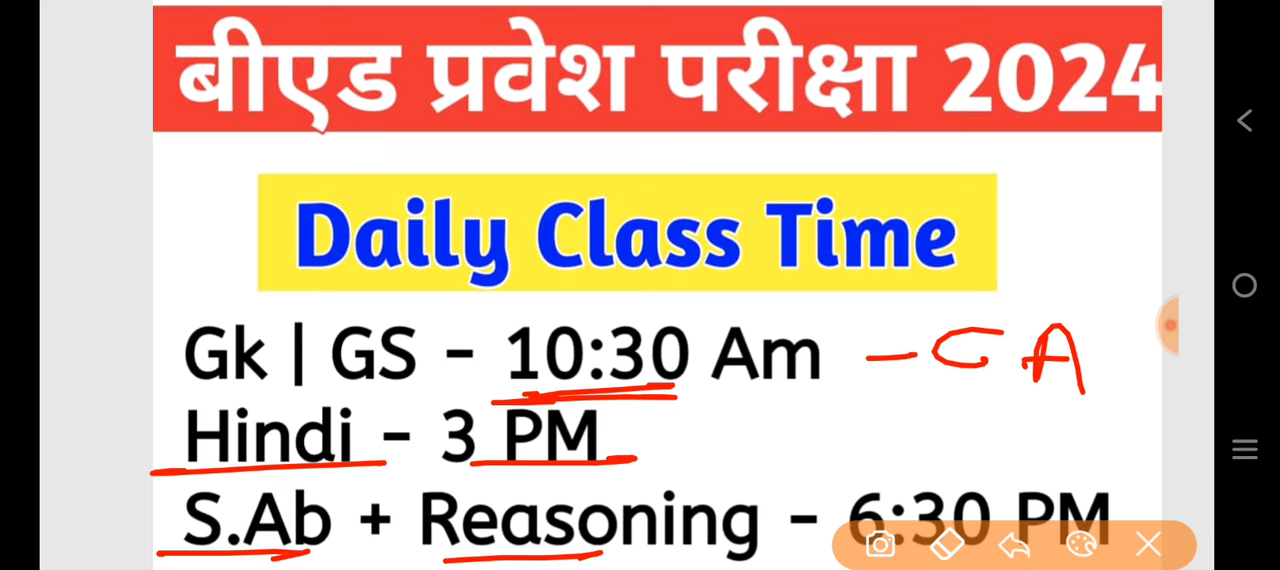 बीएड प्रवेश परीक्षा 2024
Daily Class Time
Gk | GS - 10:30 Am - CA
Hindi - 3 PM
S.Ab + Reasoning - 6:30 PM